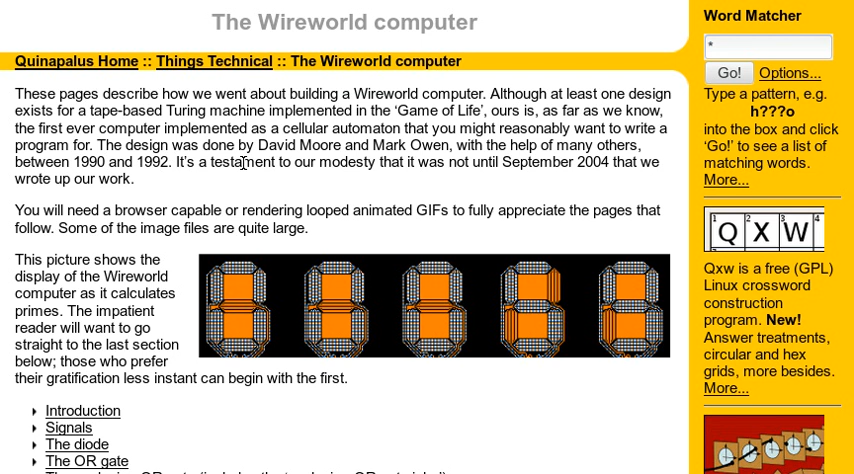 The Wireworld computer
Quinapalus Home :: Things Technical :: The Wireworld computer
These pages describe how we went about building a Wireworld computer. Although at least one design
exists for a tape-based Turing machine implemented in the ‘Game of Life’, ours is, as far as we know,
the first ever computer implemented as a cellular automaton that you might reasonably want to write a
program for. The design was done by David Moore and Mark Owen, with the help of many others,
between 1990 and 1992. It’s a testament to our modesty that it was not until September 2004 that we
wrote up our work.
You will need a browser capable or rendering looped animated GIFs to fully appreciate the pages that
follow. Some of the image files are quite large.
This picture shows the
display of the Wireworld
computer as it calculates
primes. The impatient
reader will want to go
straight to the last section
below; those who prefer
their gratification less instant can begin with the first.
Introduction
Signals
The diode
The OR gate
Word Matcher
*
Go! Options...
Type a pattern, e.g.
h???o
into the box and click
‘Go!’ to see a list of
matching words.
More...
1 2 3 4
Q X W
Qxw is a free (GPL)
Linux crossword
construction
program. New!
Answer treatments,
circular and hex
grids, more besides.
More...